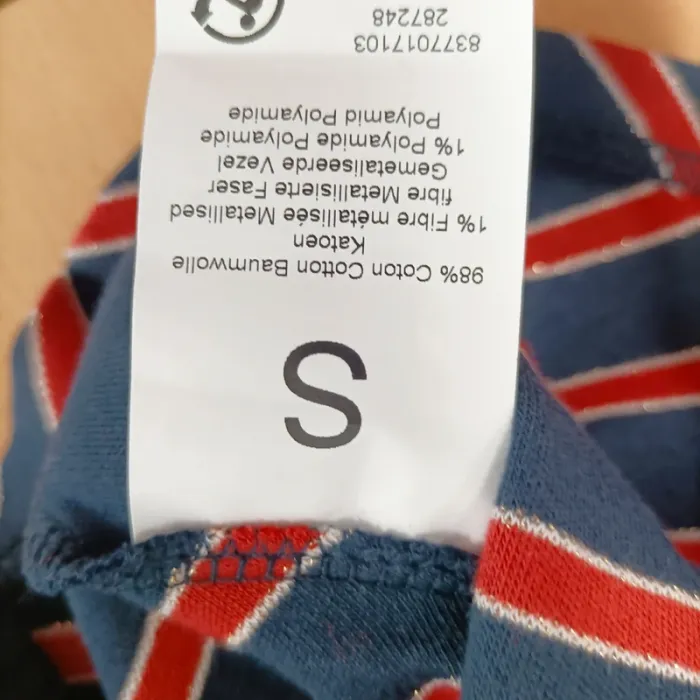 S
98% Coton Cotton Baumwolle
Katoen
1% Fibre métallisée Metallised
fibre Metallisierte Faser
Gemetaliseerde Vezel
1% Polyamide Polyamide
Polyamid Polyamide
8377017103
287248